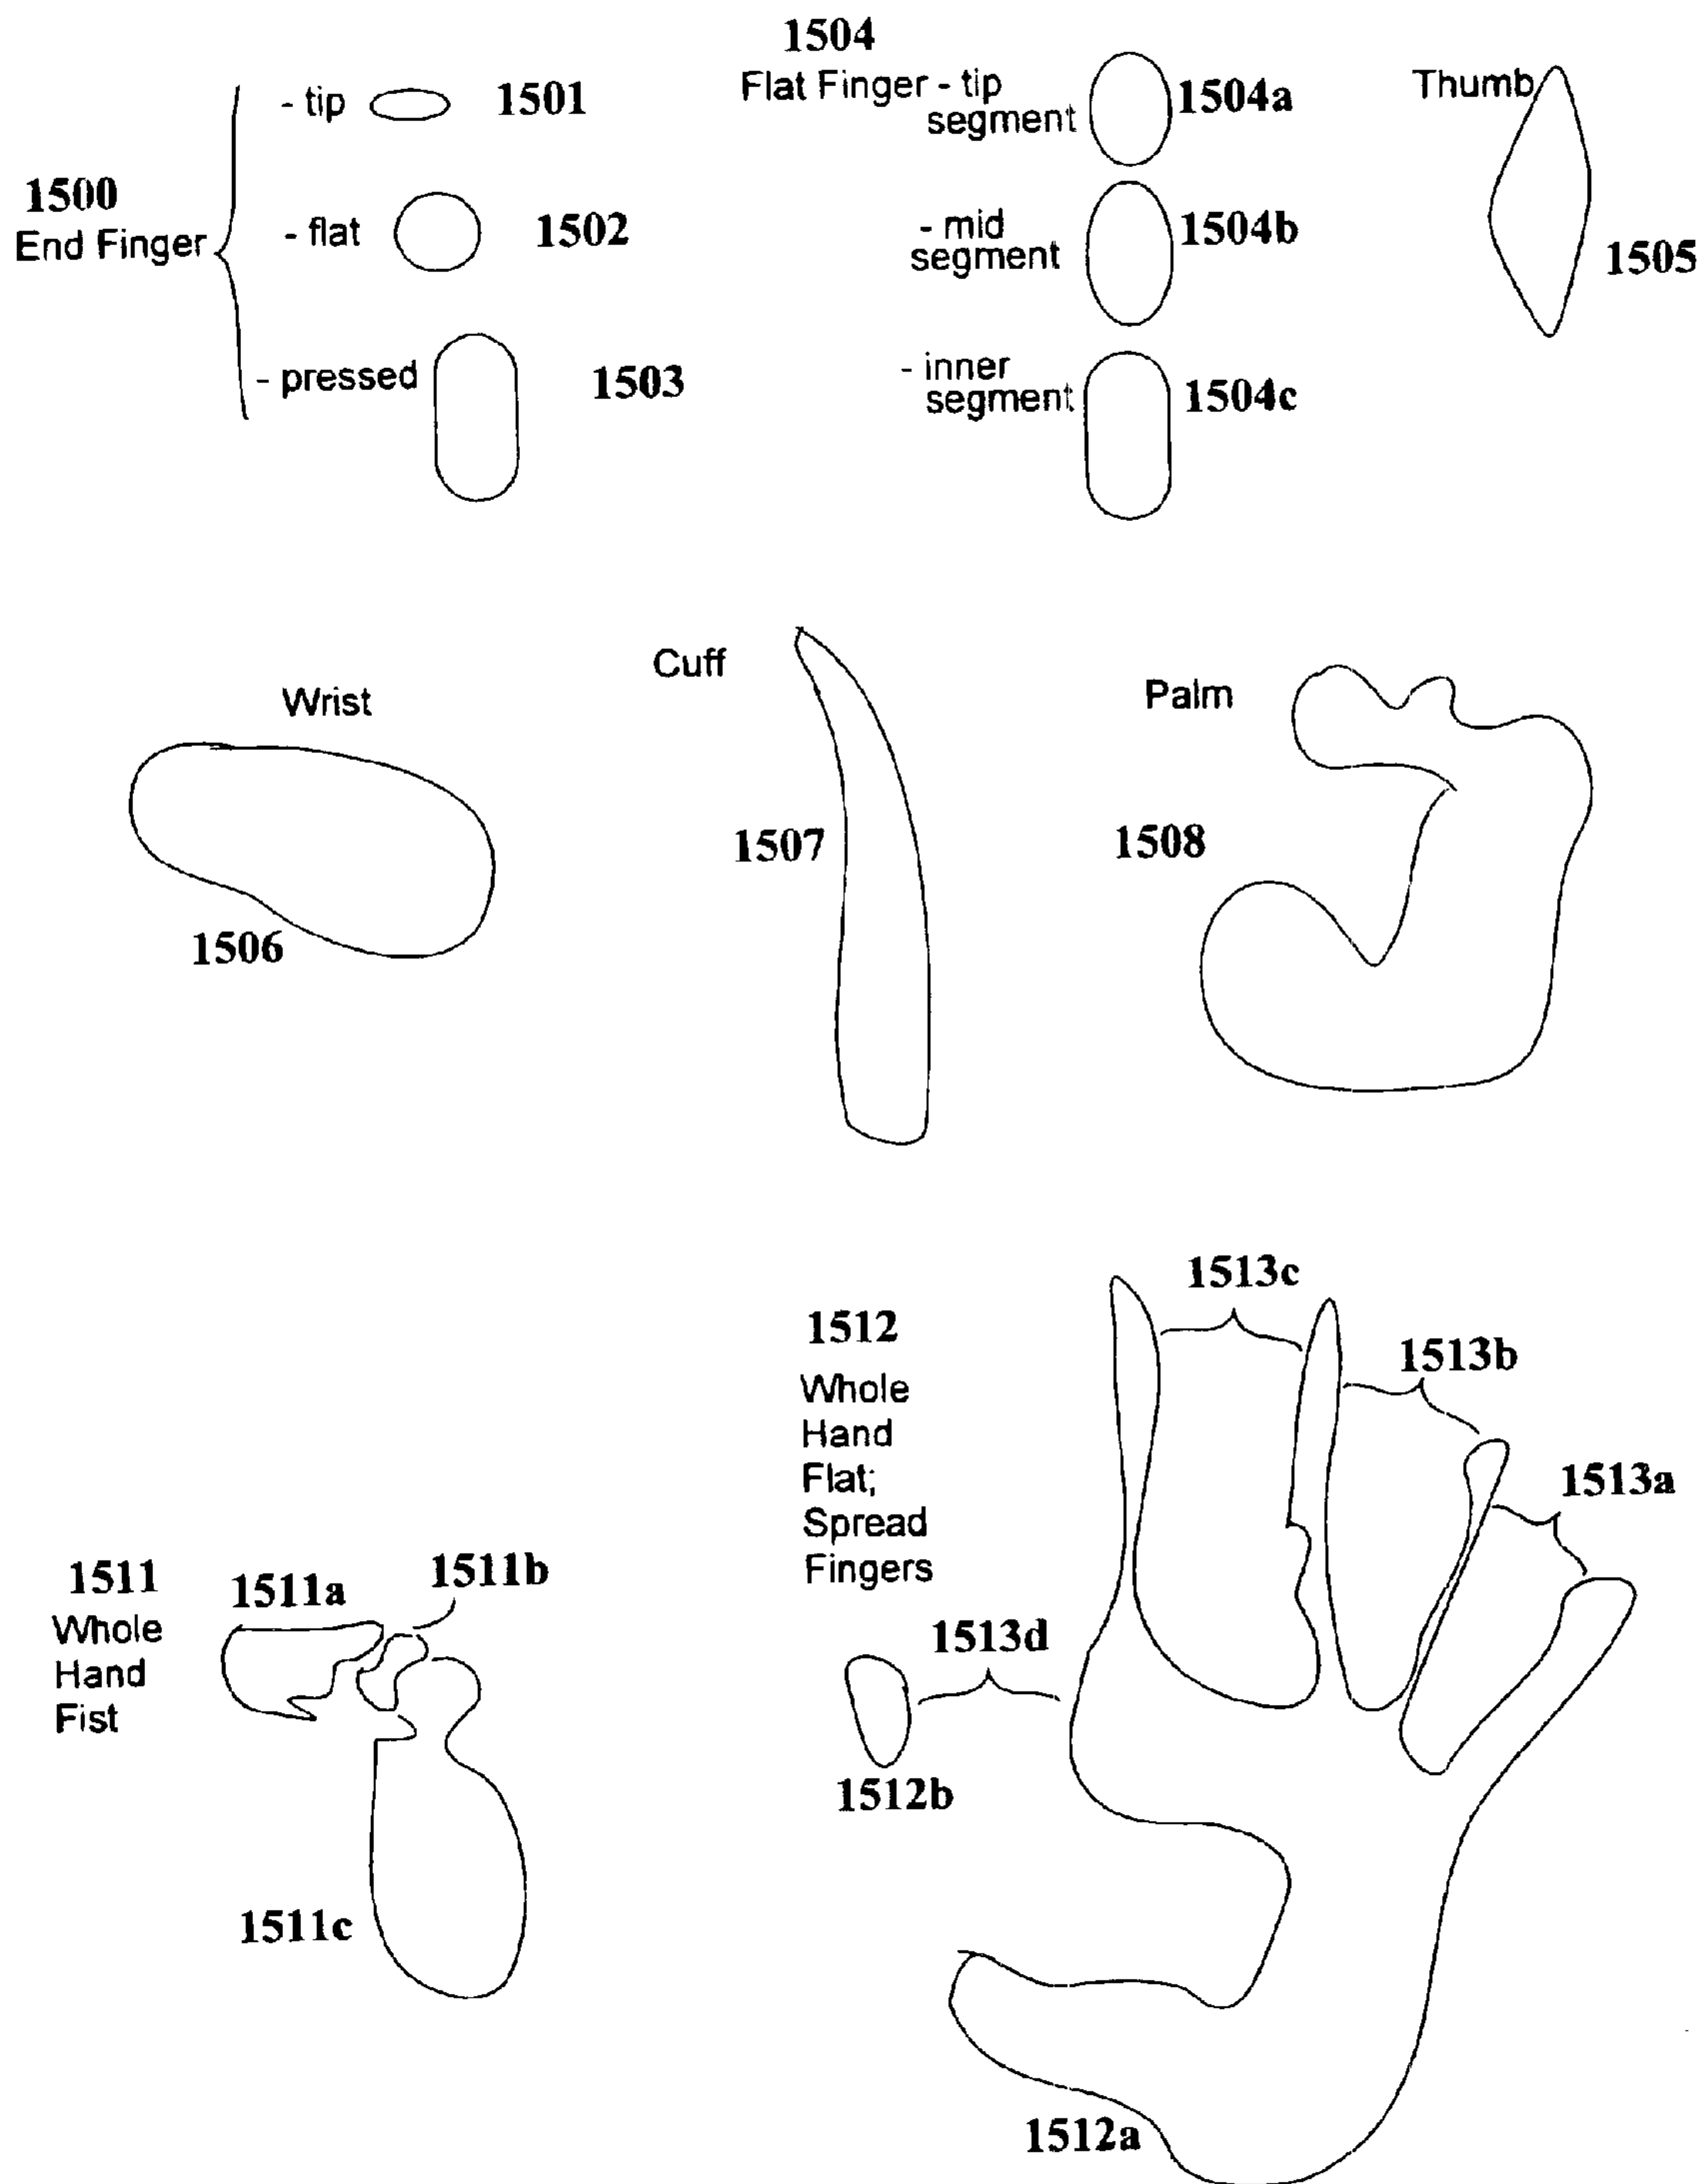 1500
End Finger
- tip 1501
- flat 1502
- pressed 1503
1504
Flat Finger - tip
segment 1504a
- mid
segment 1504b
- inner
segment 1504c
Thumb
1505
Wrist
1506
Cuff
1507
Palm
1508
1511
Whole
Hand
Fist
1511a
1511b
1511c
1512
Whole
Hand
Flat;
Spread
Fingers
1513c
1513b
1513a
1513d
1512b
1512a